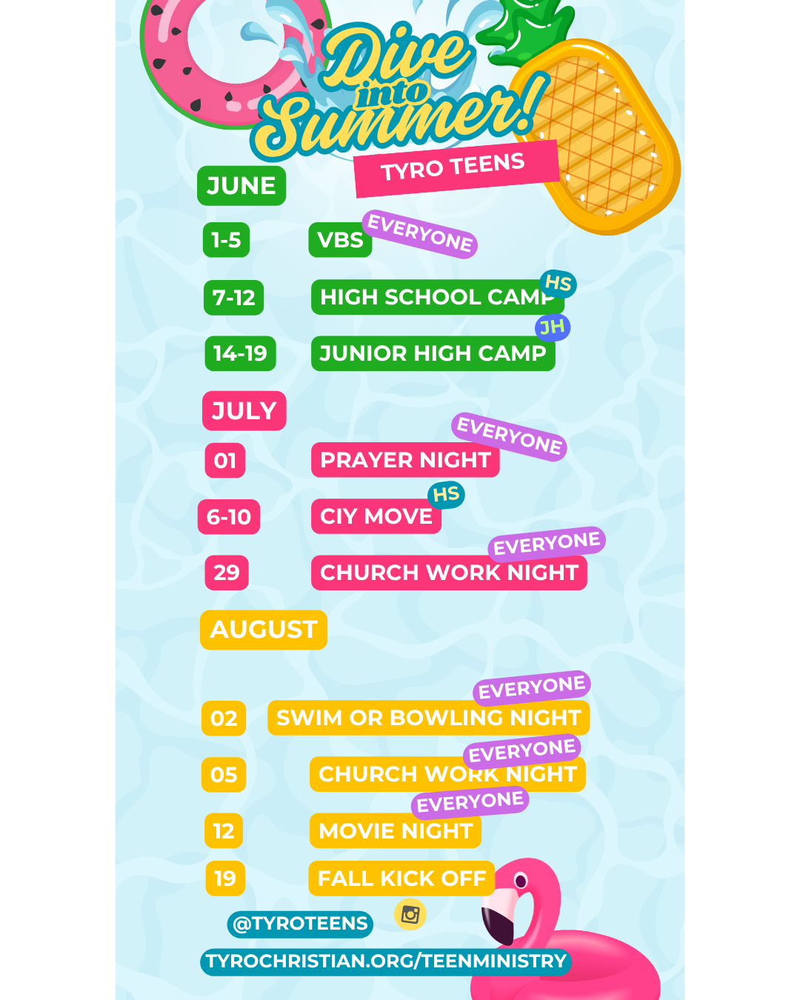 Dive
into
Summer!
TYRO TEENS
JUNE
1-5 VBS EVERYONE
7-12 HIGH SCHOOL CAMP HS
14-19 JUNIOR HIGH CAMP JH
JULY
01 PRAYER NIGHT EVERYONE
6-10 CIY MOVE HS
29 CHURCH WORK NIGHT EVERYONE
AUGUST
02 SWIM OR BOWLING NIGHT EVERYONE
05 CHURCH WORK NIGHT EVERYONE
12 MOVIE NIGHT EVERYONE
19 FALL KICK OFF
@TYROTEENS
TYROCHRISTIAN.ORG/TEENMINISTRY